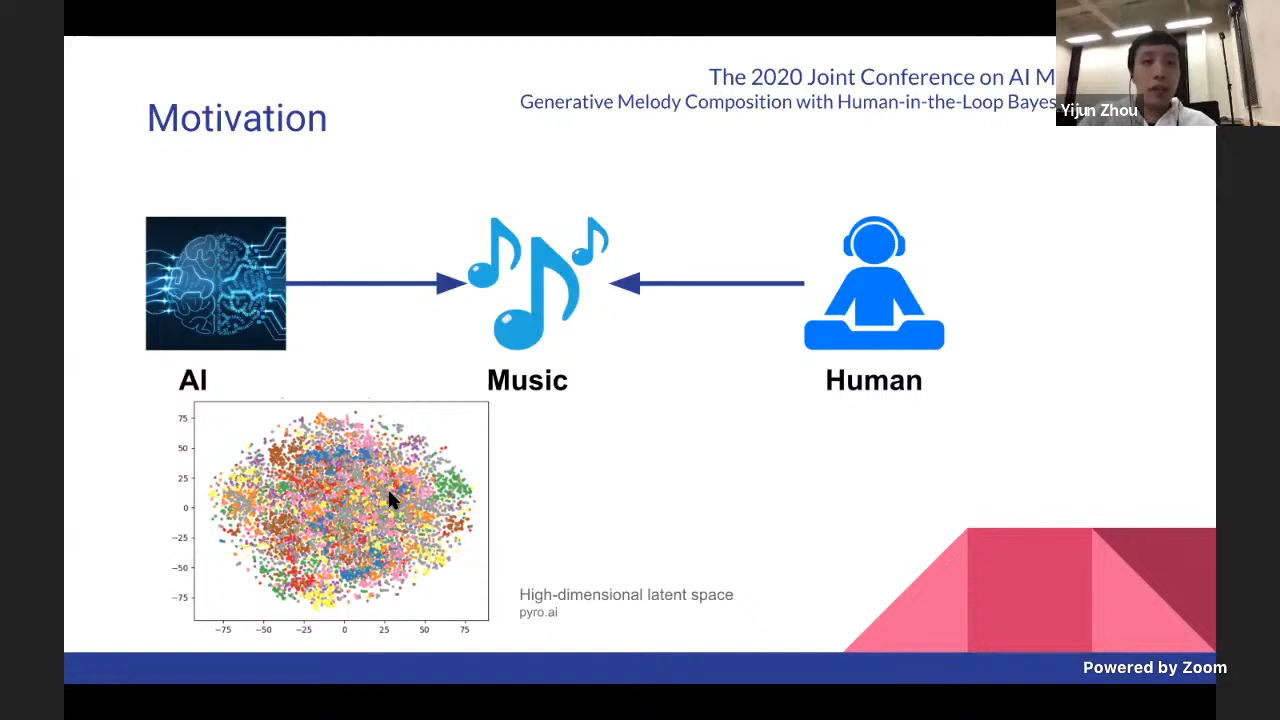 The 2020 Joint Conference on AI M
Generative Melody Composition with Human-in-the-Loop Bayes
Yijun Zhou
Motivation
AI
Music
Human
75
50
25
0
−25
−50
−75
−75
−50
−25
0
25
50
75
High-dimensional latent space
pyro.ai
Powered by Zoom